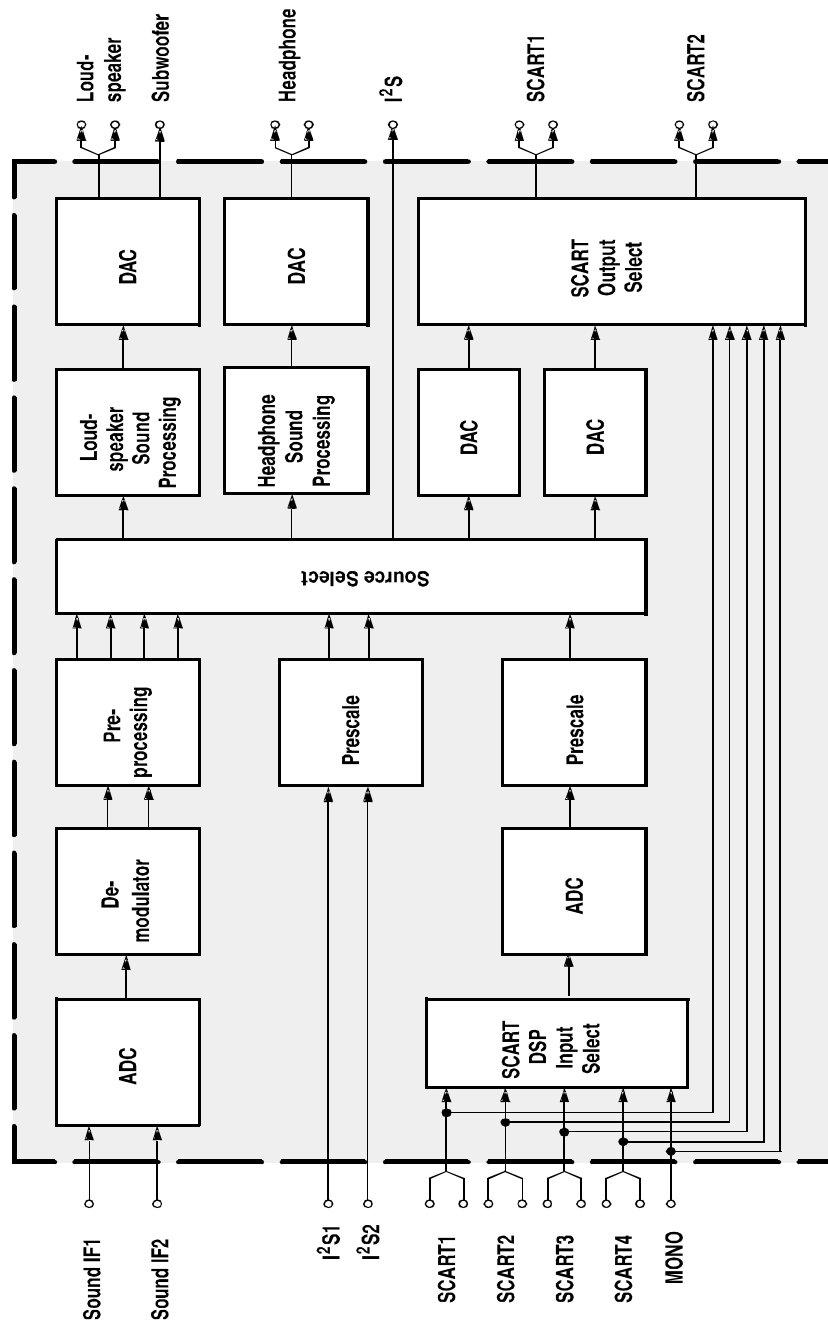 Sound IF1
Sound IF2
I²S1
I²S2
SCART1
SCART2
SCART3
SCART4
MONO
ADC
De-
modulator
Pre-
processing
Prescale
SCART
DSP
Input
Select
ADC
Prescale
Source Select
Loud-
speaker
Sound
Processing
DAC
Headphone
Sound
Processing
DAC
DAC
DAC
SCART
Output
Select
Loud-
speaker
Subwoofer
Headphone
I²S
SCART1
SCART2